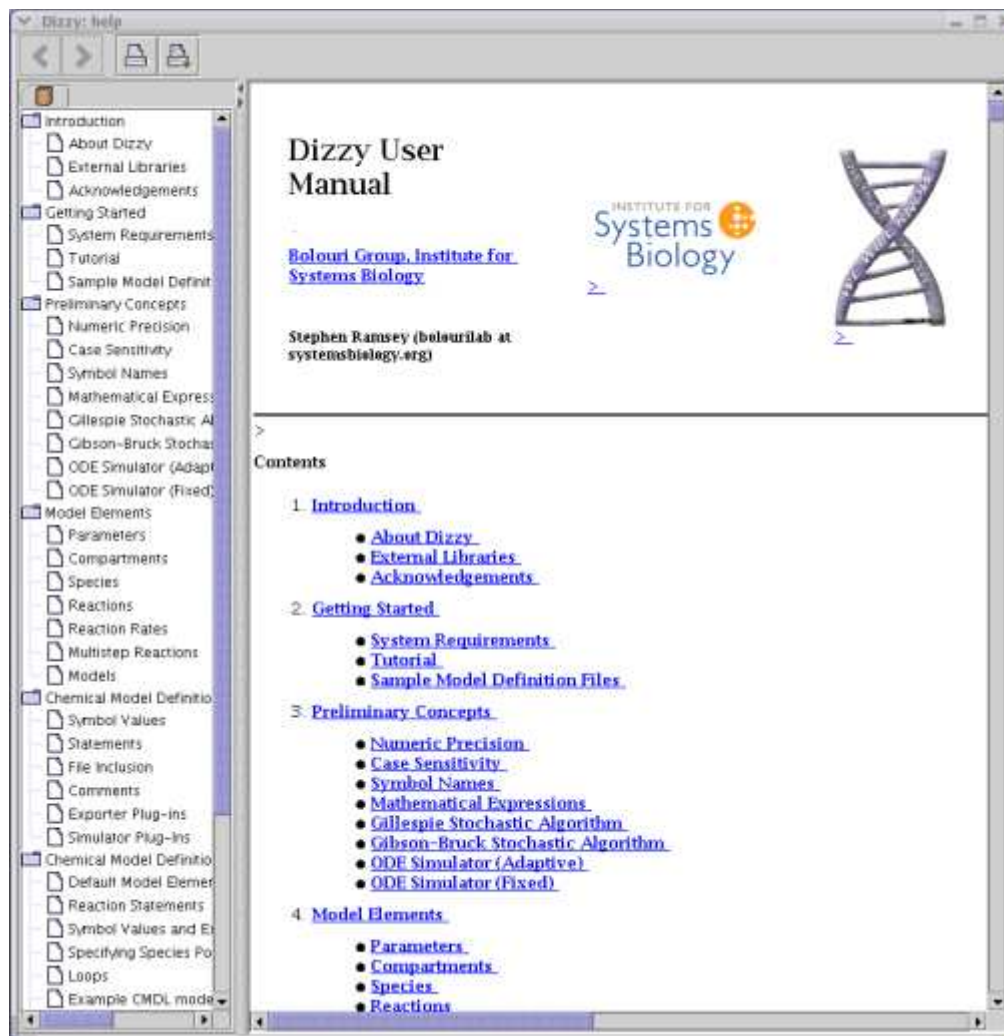 Dizzy: help
Introduction
About Dizzy
External Libraries
Acknowledgements
Getting Started
System Requirements
Tutorial
Sample Model Definit
Preliminary Concepts
Numeric Precision
Case Sensitivity
Symbol Names
Mathematical Express
Gillespie Stochastic Al
Gibson-Bruck Stochas
ODE Simulator (Adapt
ODE Simulator (Fixed)
Model Elements
Parameters
Compartments
Species
Reactions
Reaction Rates
Multistep Reactions
Models
Chemical Model Definitio
Symbol Values
Statements
File Inclusion
Comments
Exporter Plug-ins
Simulator Plug-Ins
Chemical Model Definitio
Default Model Elemen
Reaction Statements
Symbol Values and Ex
Specifying Species Po
Loops
Example CMDL mode
Dizzy User
Manual
Bolouri Group, Institute for
Systems Biology
Stephen Ramsey (bolourilab at
systemsbiology.org)
INSTITUTE FOR
Systems
Biology
>
>
>
Contents
1. Introduction
• About Dizzy
• External Libraries
• Acknowledgements
2. Getting Started
• System Requirements
• Tutorial
• Sample Model Definition Files
3. Preliminary Concepts
• Numeric Precision
• Case Sensitivity
• Symbol Names
• Mathematical Expressions
• Gillespie Stochastic Algorithm
• Gibson-Bruck Stochastic Algorithm
• ODE Simulator (Adaptive)
• ODE Simulator (Fixed)
4. Model Elements
• Parameters
• Compartments
• Species
• Reactions